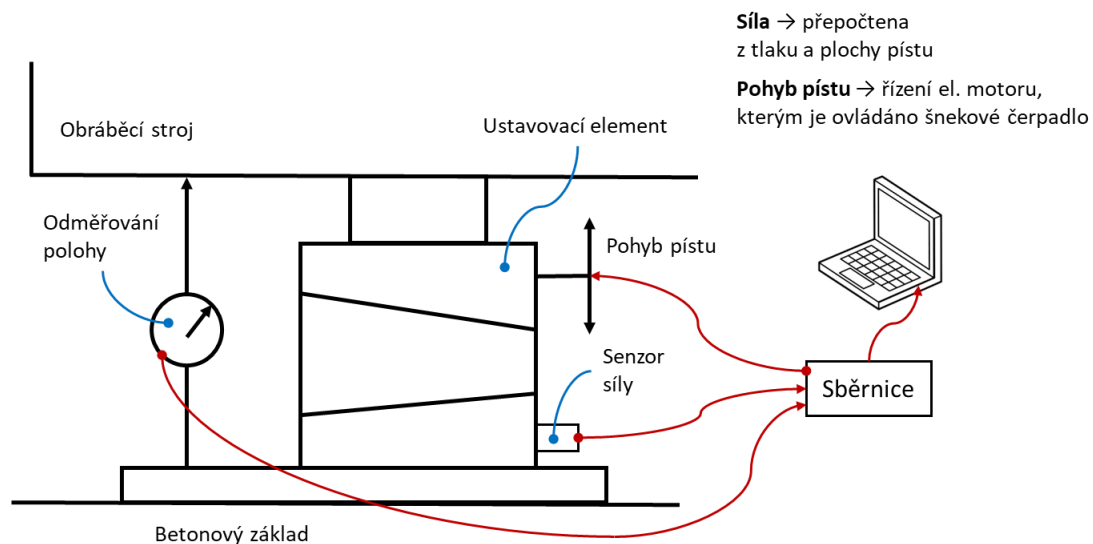 Síla → přepočtena
z tlaku a plochy pístu
Pohyb pístu → řízení el. motoru,
kterým je ovládáno šnekové čerpadlo
Obráběcí stroj
Ustavovací element
Odměřování
polohy
Pohyb pístu
Senzor
síly
Sběrnice
Betonový základ